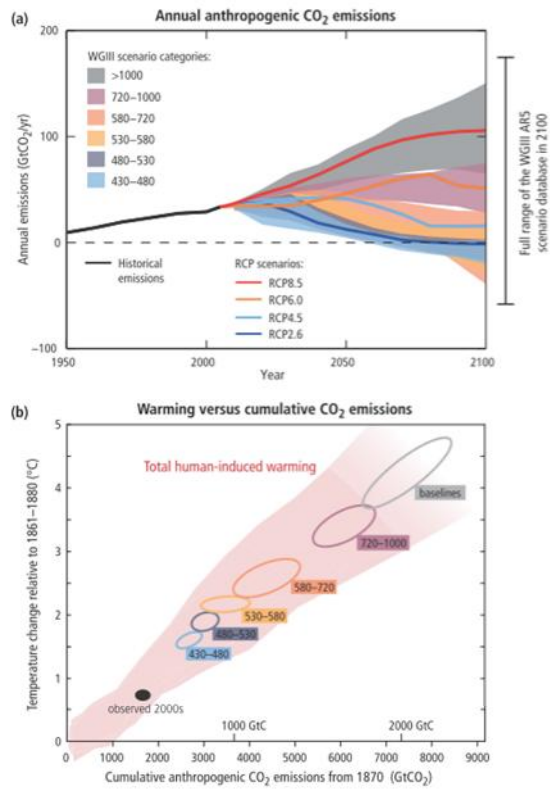 (a)
Annual anthropogenic CO₂ emissions
200
100
0
−100
Annual emissions (GtCO₂/yr)
WGIII scenario categories:
>1000
720–1000
580–720
530–580
480–530
430–480
Historical
emissions
RCP scenarios:
RCP8.5
RCP6.0
RCP4.5
RCP2.6
Full range of the WGIII AR5
scenario database in 2100
1950
2000
2050
2100
Year
(b)
Warming versus cumulative CO₂ emissions
5
4
3
2
1
0
Temperature change relative to 1861–1880 (°C)
Total human-induced warming
baselines
720–1000
580–720
530–580
480–530
430–480
observed 2000s
1000 GtC
2000 GtC
0
1000
2000
3000
4000
5000
6000
7000
8000
9000
Cumulative anthropogenic CO₂ emissions from 1870 (GtCO₂)